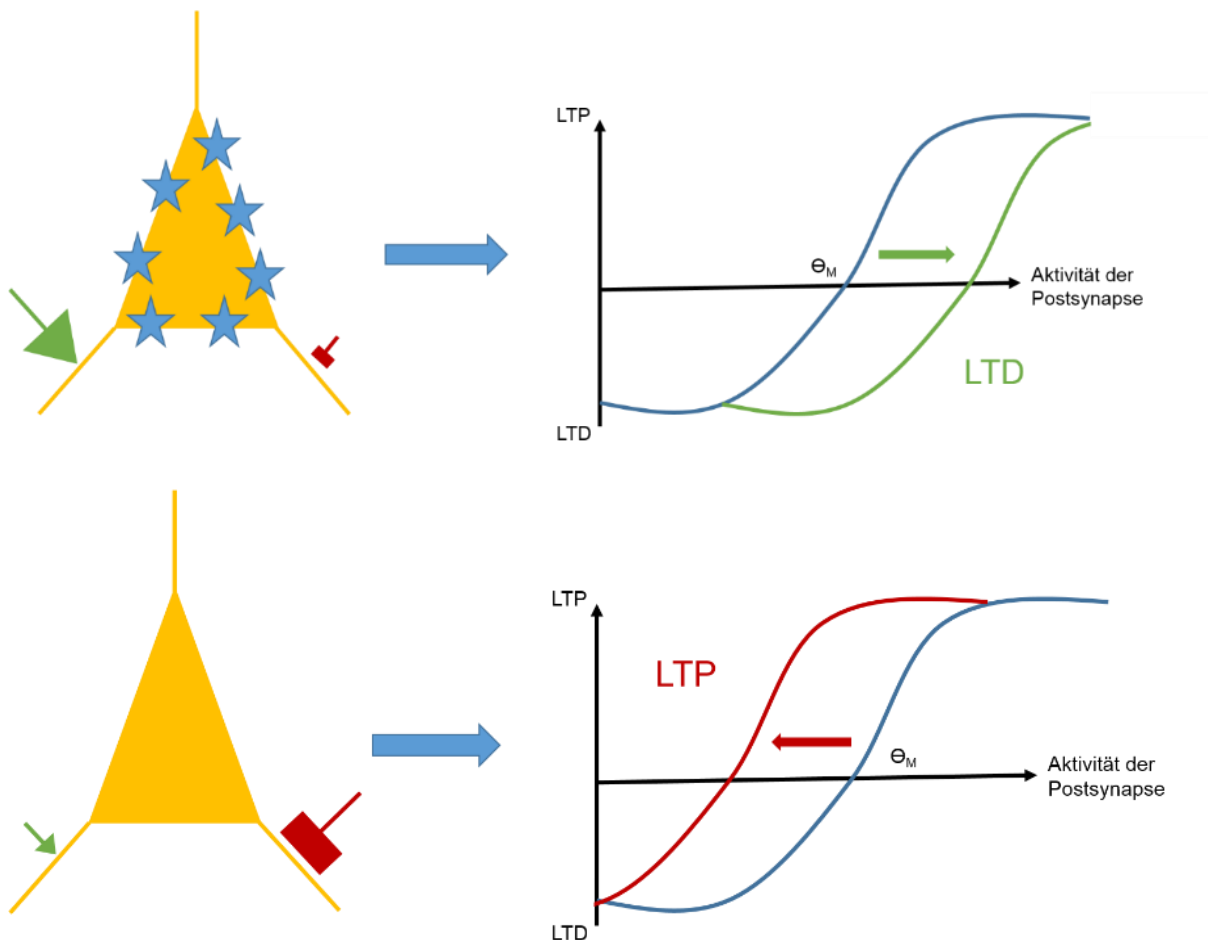 LTP
ϴM
Aktivität der
Postsynapse
LTD
LTD
LTP
LTP
ϴM
Aktivität der
Postsynapse
LTD